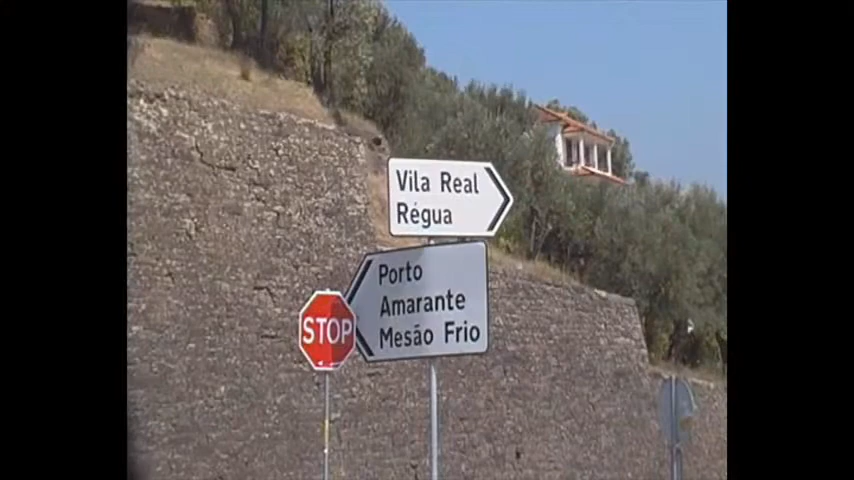 Vila Real
Régua
Porto
Amarante
Mesão Frio
STOP